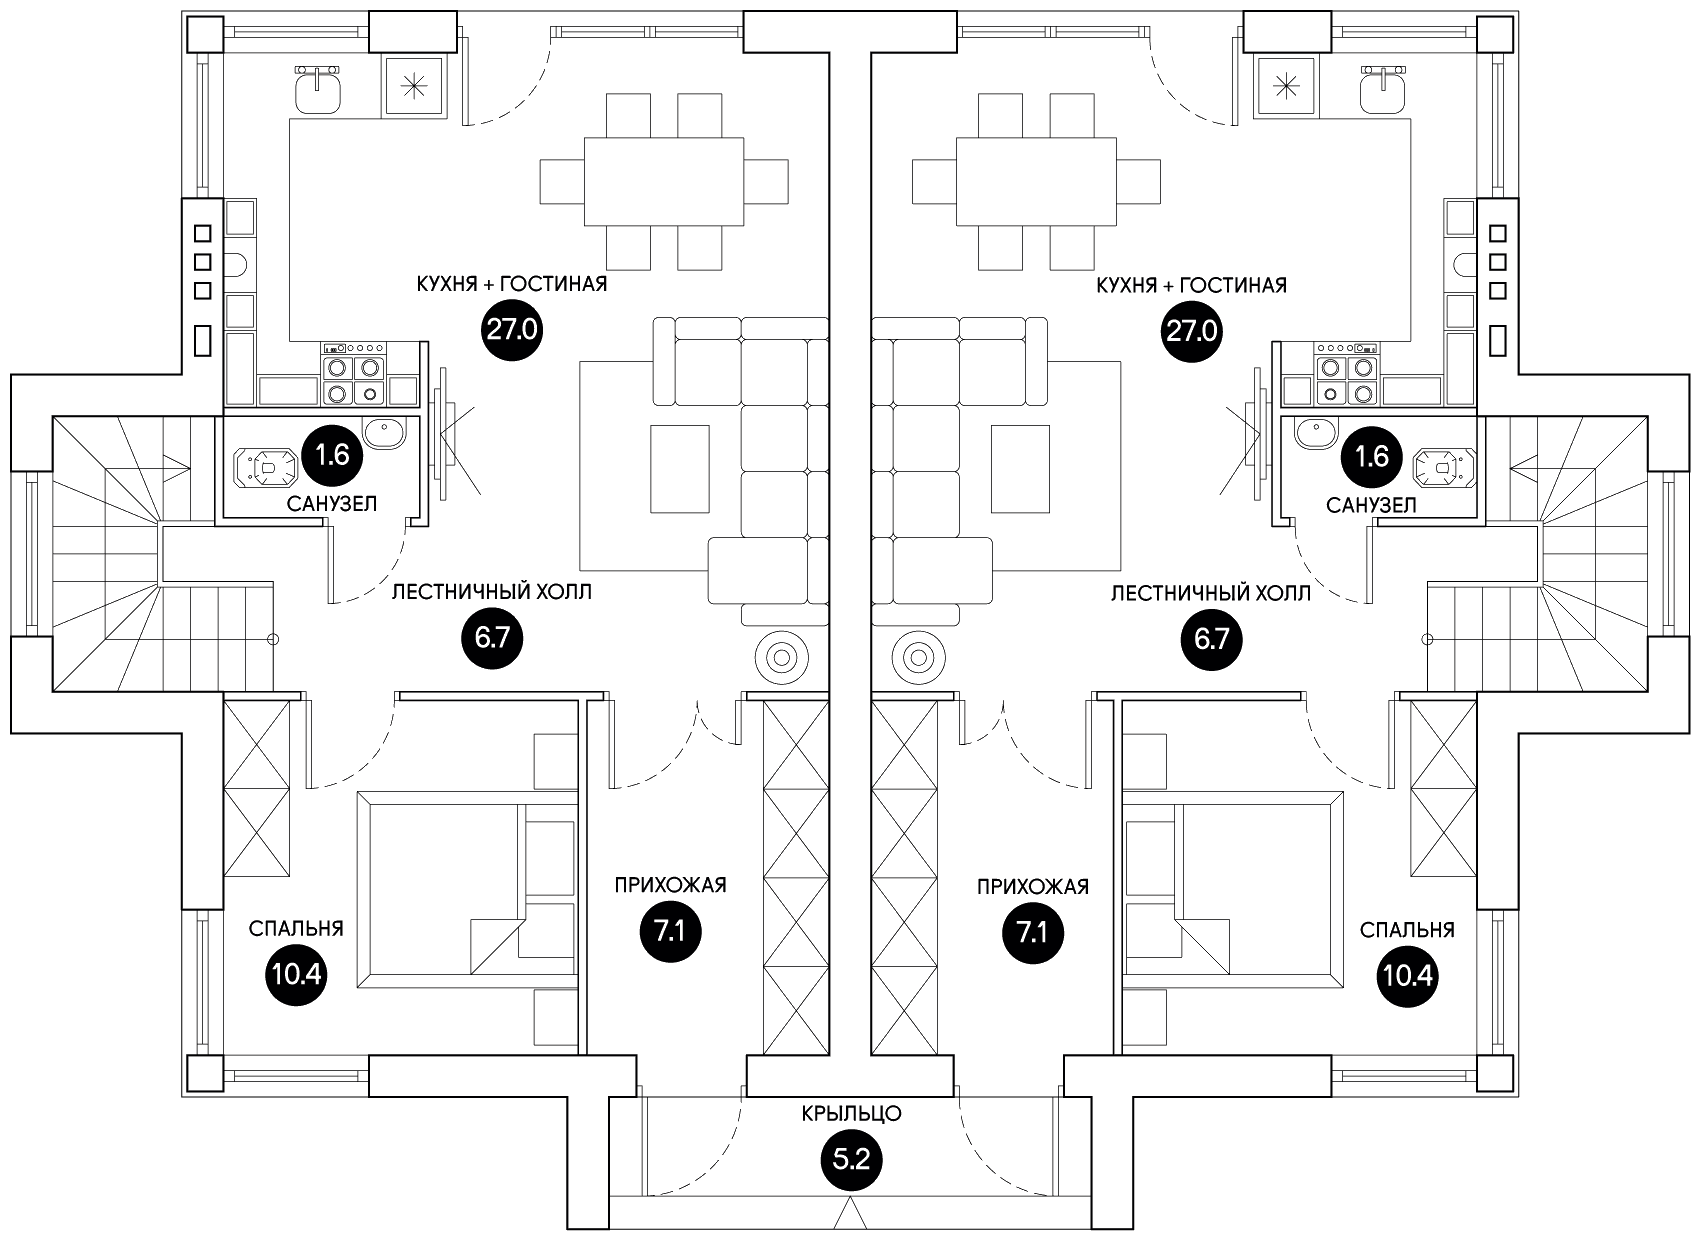 КУХНЯ + ГОСТИНАЯ
27.0
КУХНЯ + ГОСТИНАЯ
27.0
1.6
САНУЗЕЛ
1.6
САНУЗЕЛ
ЛЕСТНИЧНЫЙ ХОЛЛ
6.7
ЛЕСТНИЧНЫЙ ХОЛЛ
6.7
ПРИХОЖАЯ
7.1
ПРИХОЖАЯ
7.1
СПАЛЬНЯ
10.4
СПАЛЬНЯ
10.4
КРЫЛЬЦО
5.2